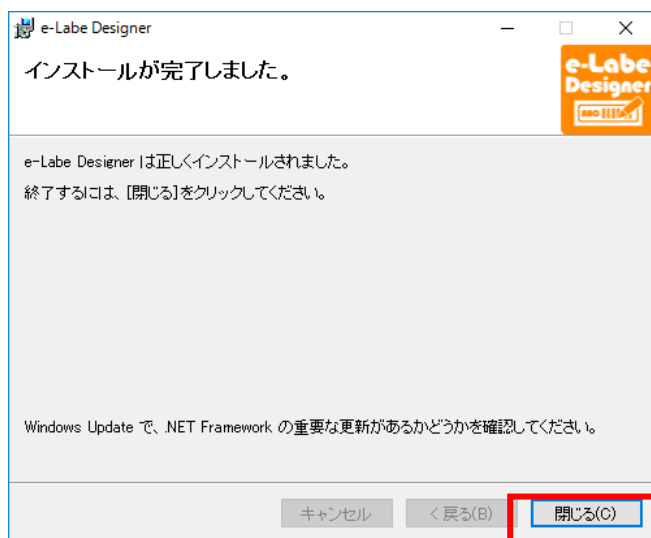 e-Labe Designer
インストールが完了しました。
e-Labe
Designer
e-Labe Designer は正しくインストールされました。
終了するには、[閉じる]をクリックしてください。
Windows Update で、.NET Framework の重要な更新があるかどうかを確認してください。
キャンセル
< 戻る(B)
閉じる(C)